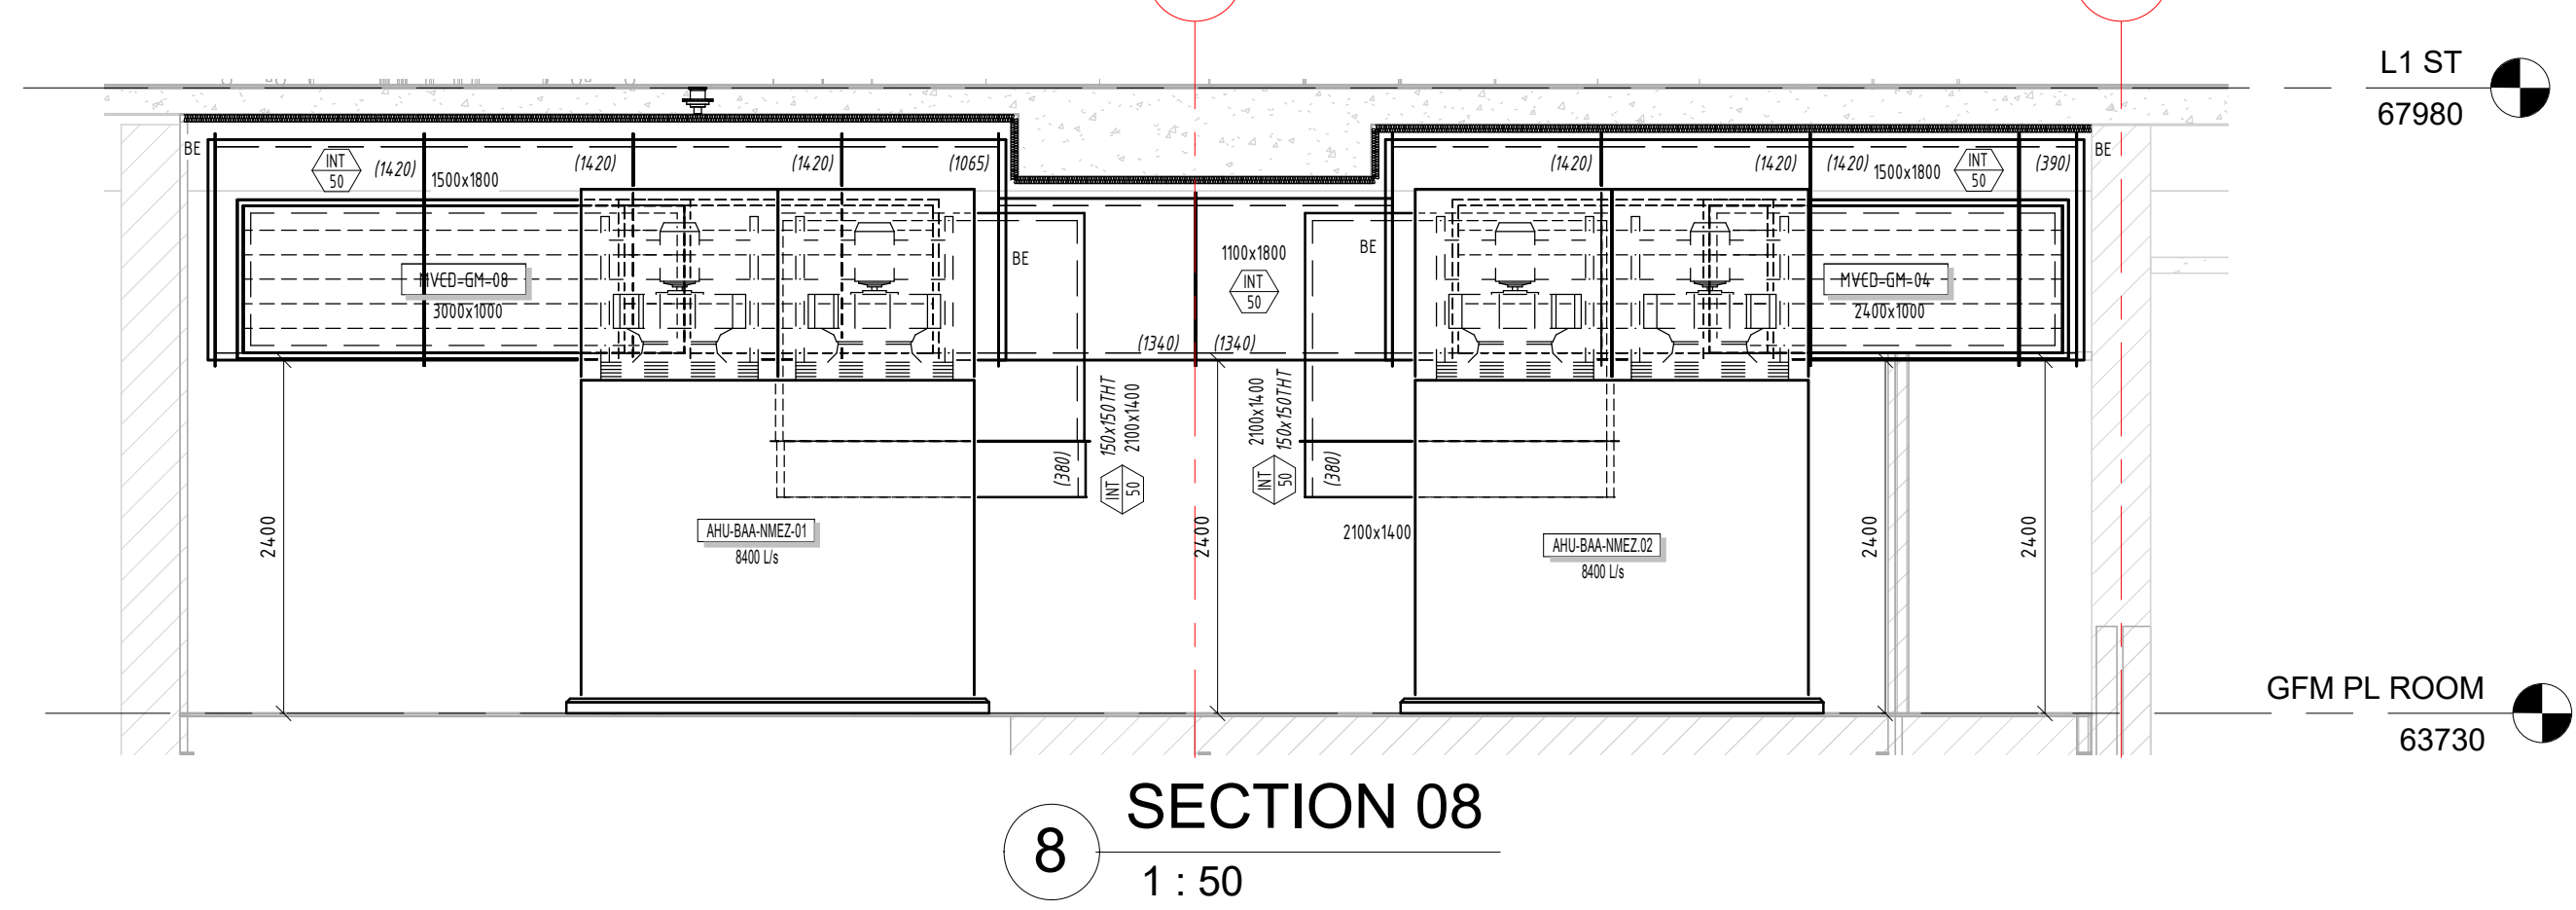 L1 ST
67980
BE
INT
50
(1420)
1500x1800
(1420)
(1420)
(1065)
(1420)
(1420)
(1420)
1500x1800
INT
50
(390)
BE
BE
1100x1800
INT
50
BE
MVCD-GM-08
3000x1000
MVCD-GM-04
2400x1000
(1340)
(1340)
150x150THT
2100x1400
INT
50
(380)
2100x1400
150x150THT
INT
50
(380)
2400
AHU-BAA-NMEZ-01
8400 L/s
2400
2100x1400
AHU-BAA-NMEZ.02
8400 L/s
2400
2400
GFM PL ROOM
63730
8
SECTION 08
1 : 50